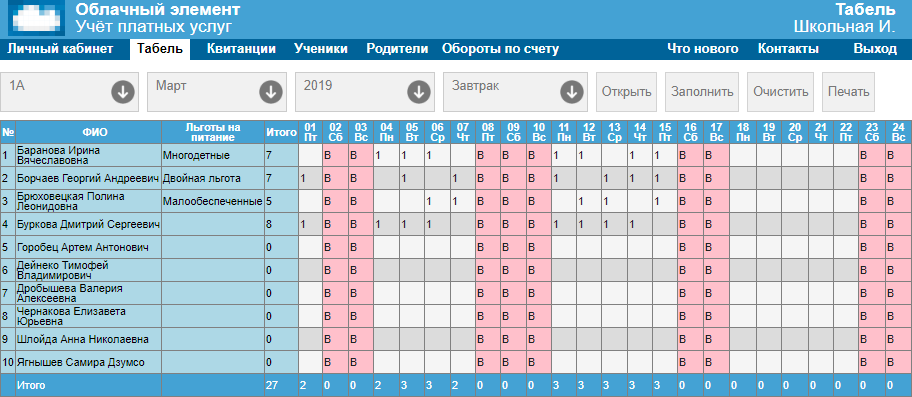 Облачный элемент
Учёт платных услуг
Табель
Школьная И.
Личный кабинет Табель Квитанции Ученики Родители Обороты по счету Что нового Контакты Выход
1А Март 2019 Завтрак Открыть Заполнить Очистить Печать
№ ФИО Льготы на питание Итого 01 02 03 04 05 06 07 08 09 10 11 12 13 14 15 16 17 18 19 20 21 22 23 24
Пт Сб Вс Пн Вт Ср Чт Пт Сб Вс Пн Вт Ср Чт Пт Сб Вс Пн Вт Ср Чт Пт Сб Вс
1 Баранова Ирина Вячеславовна Многодетные 7 В В 1 1 1 В В В 1 1 1 1 В В В В
2 Борчаев Георгий Андреевич Двойная льгота 7 1 В В 1 1 В В В 1 1 1 1 В В В В
3 Брюховецкая Полина Леонидовна Малообеспеченные 5 В В 1 1 В В В 1 1 1 В В В В
4 Буркова Дмитрий Сергеевич 8 1 В В 1 1 1 В В В 1 1 1 1 В В В В
5 Горобец Артем Антонович 0 В В В В В В В В В
6 Дейнеко Тимофей Владимирович 0 В В В В В В В В В
7 Дробышева Валерия Алексеевна 0 В В В В В В В В В
8 Чернакова Елизавета Юрьевна 0 В В В В В В В В В
9 Шлойда Анна Николаевна 0 В В В В В В В В В
10 Ягнышев Самира Дзумсо 0 В В В В В В В В В
Итого 27 2 0 0 2 3 3 2 0 0 0 3 3 3 3 3 0 0 0 0 0 0 0 0 0